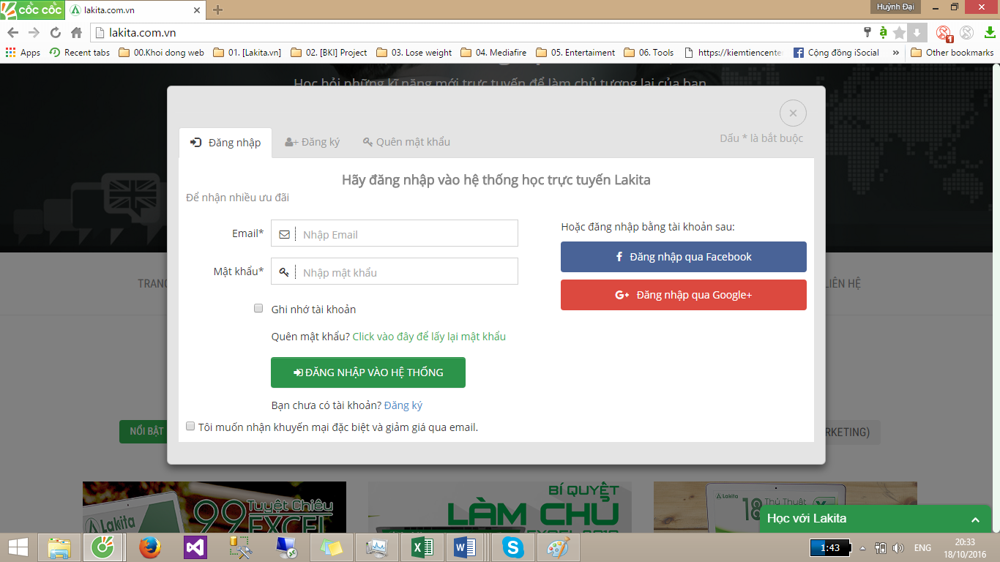 cốc cốc
lakita.com.vn
Huỳnh Đại
lakita.com.vn
1
Apps
Recent tabs
00.Khoi dong web
01. [Lakita.vn]
02. [BKI] Project
03. Lose weight
04. Mediafire
05. Entertaiment
06. Tools
https://kiemtiencente
Cộng đồng iSocial
»
Other bookmarks
Học hỏi những kĩ năng mới trực tuyến để làm chủ tương lai của bạn
Đăng nhập
Đăng ký
Quên mật khẩu
Dấu * là bắt buộc
Hãy đăng nhập vào hệ thống học trực tuyến Lakita
Để nhận nhiều ưu đãi
Email*
Nhập Email
Mật khẩu*
Nhập mật khẩu
Ghi nhớ tài khoản
Quên mật khẩu? Click vào đây để lấy lại mật khẩu
ĐĂNG NHẬP VÀO HỆ THỐNG
Bạn chưa có tài khoản? Đăng ký
Tôi muốn nhận khuyến mại đặc biệt và giảm giá qua email.
Hoặc đăng nhập bằng tài khoản sau:
Đăng nhập qua Facebook
Đăng nhập qua Google+
TRANG
LIÊN HỆ
NỔI BẬT
RKETING)
Lakita
99 Tuyệt Chiêu
EXCEL
BÍ QUYẾT
LÀM CHỦ
EXCEL 2010
Lakita
18 THỦ THUẬT
Học với Lakita
1:43
ENG
20:33
18/10/2016